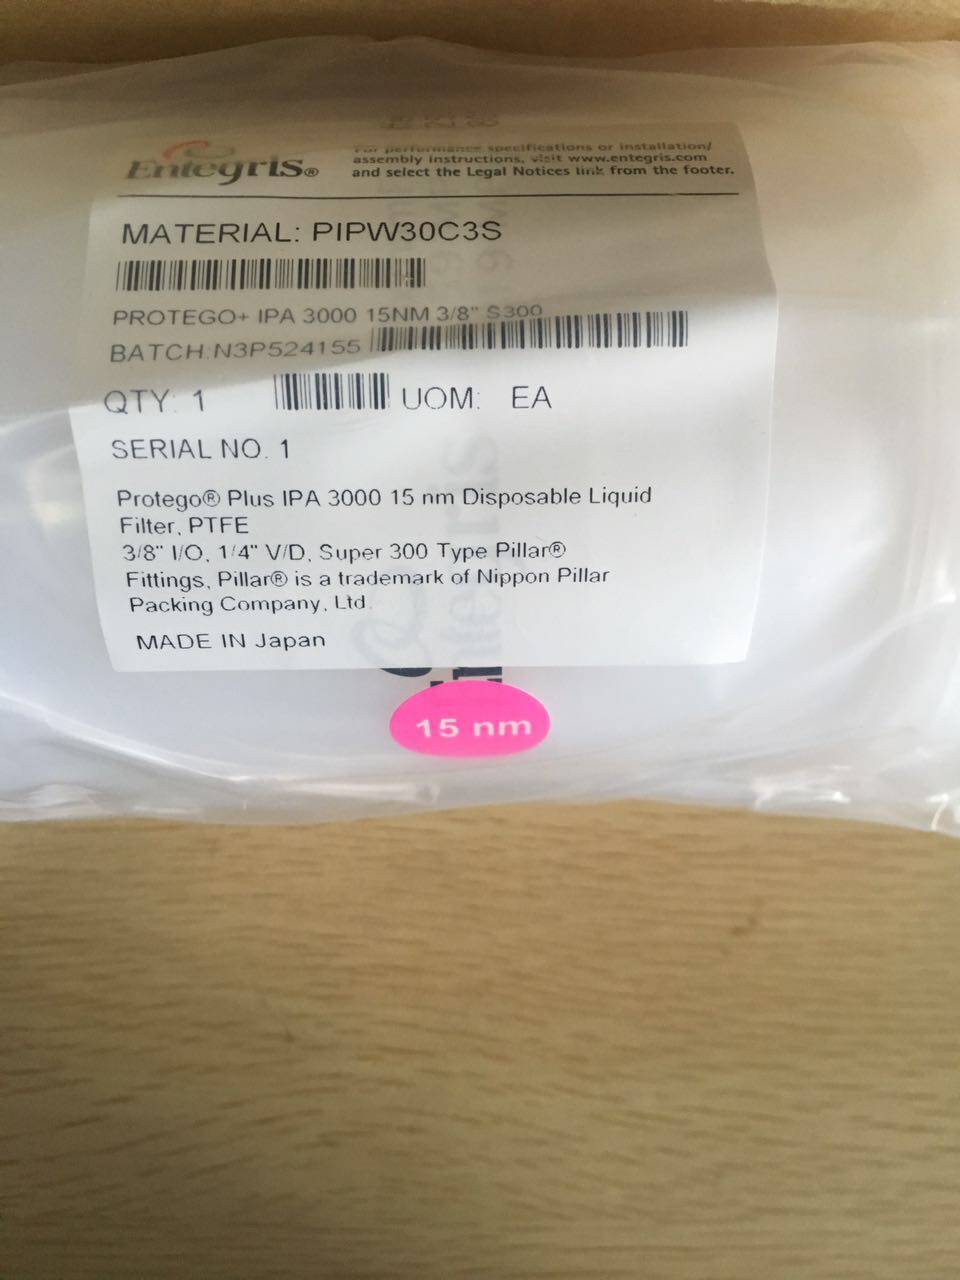 Entegris®
For performance specifications or installation/
assembly instructions, visit www.entegris.com
and select the Legal Notices link from the footer.
MATERIAL: PIPW30C3S
PROTEGO+ IPA 3000 15NM 3/8" S300
BATCH:N3P524155
QTY: 1 UOM: EA
SERIAL NO. 1
Protego® Plus IPA 3000 15 nm Disposable Liquid
Filter, PTFE
3/8" I/O, 1/4" V/D, Super 300 Type Pillar®
Fittings, Pillar® is a trademark of Nippon Pillar
Packing Company, Ltd.
MADE IN Japan
Entegris
15 nm